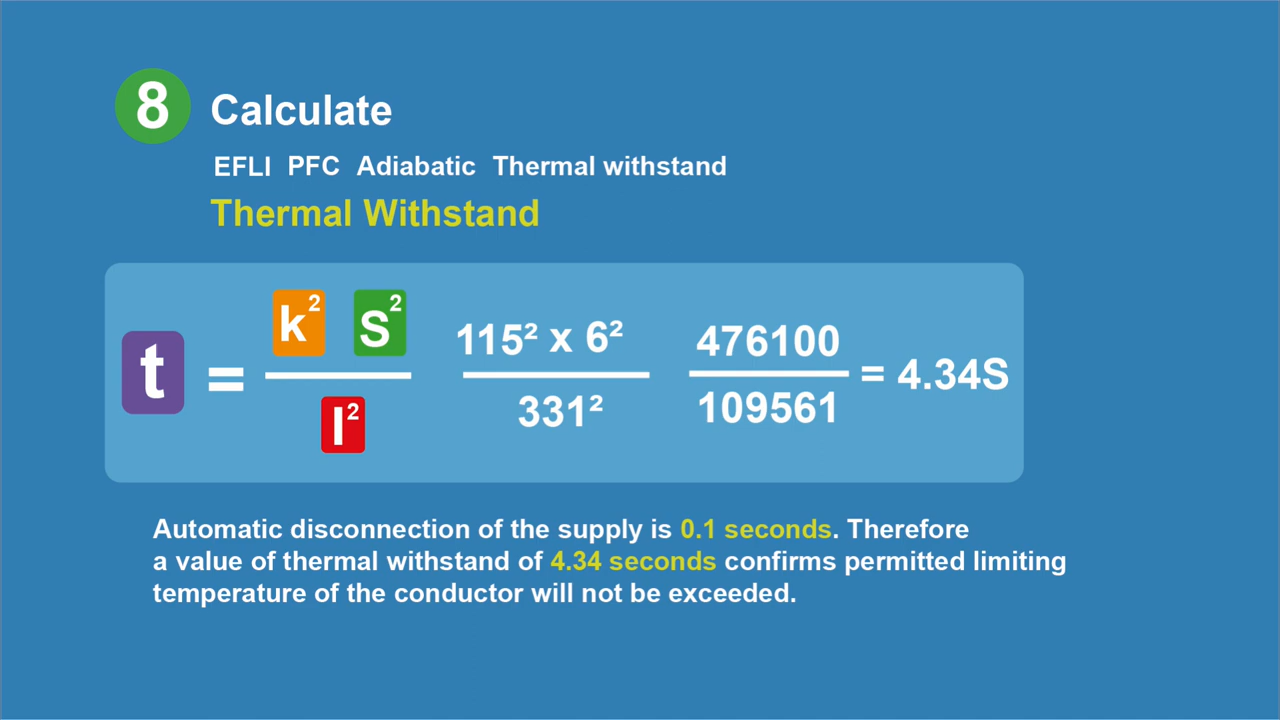 8 Calculate
EFLI PFC Adiabatic Thermal withstand
Thermal Withstand
t = k² S² / I² 115² x 6² / 331² 476100 / 109561 = 4.34S
Automatic disconnection of the supply is 0.1 seconds. Therefore
a value of thermal withstand of 4.34 seconds confirms permitted limiting
temperature of the conductor will not be exceeded.